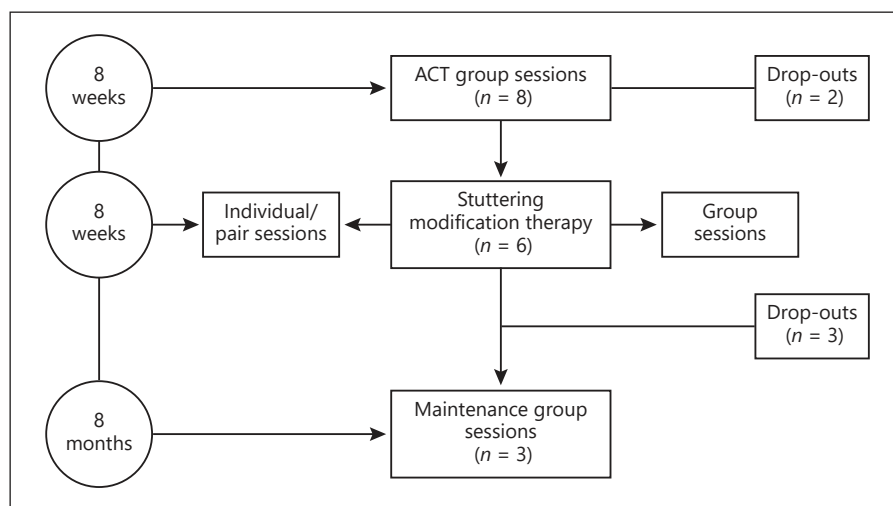 8
weeks
ACT group sessions
(n = 8)
Drop-outs
(n = 2)
8
weeks
Individual/
pair sessions
Stuttering
modification therapy
(n = 6)
Group
sessions
Drop-outs
(n = 3)
8
months
Maintenance group
sessions
(n = 3)